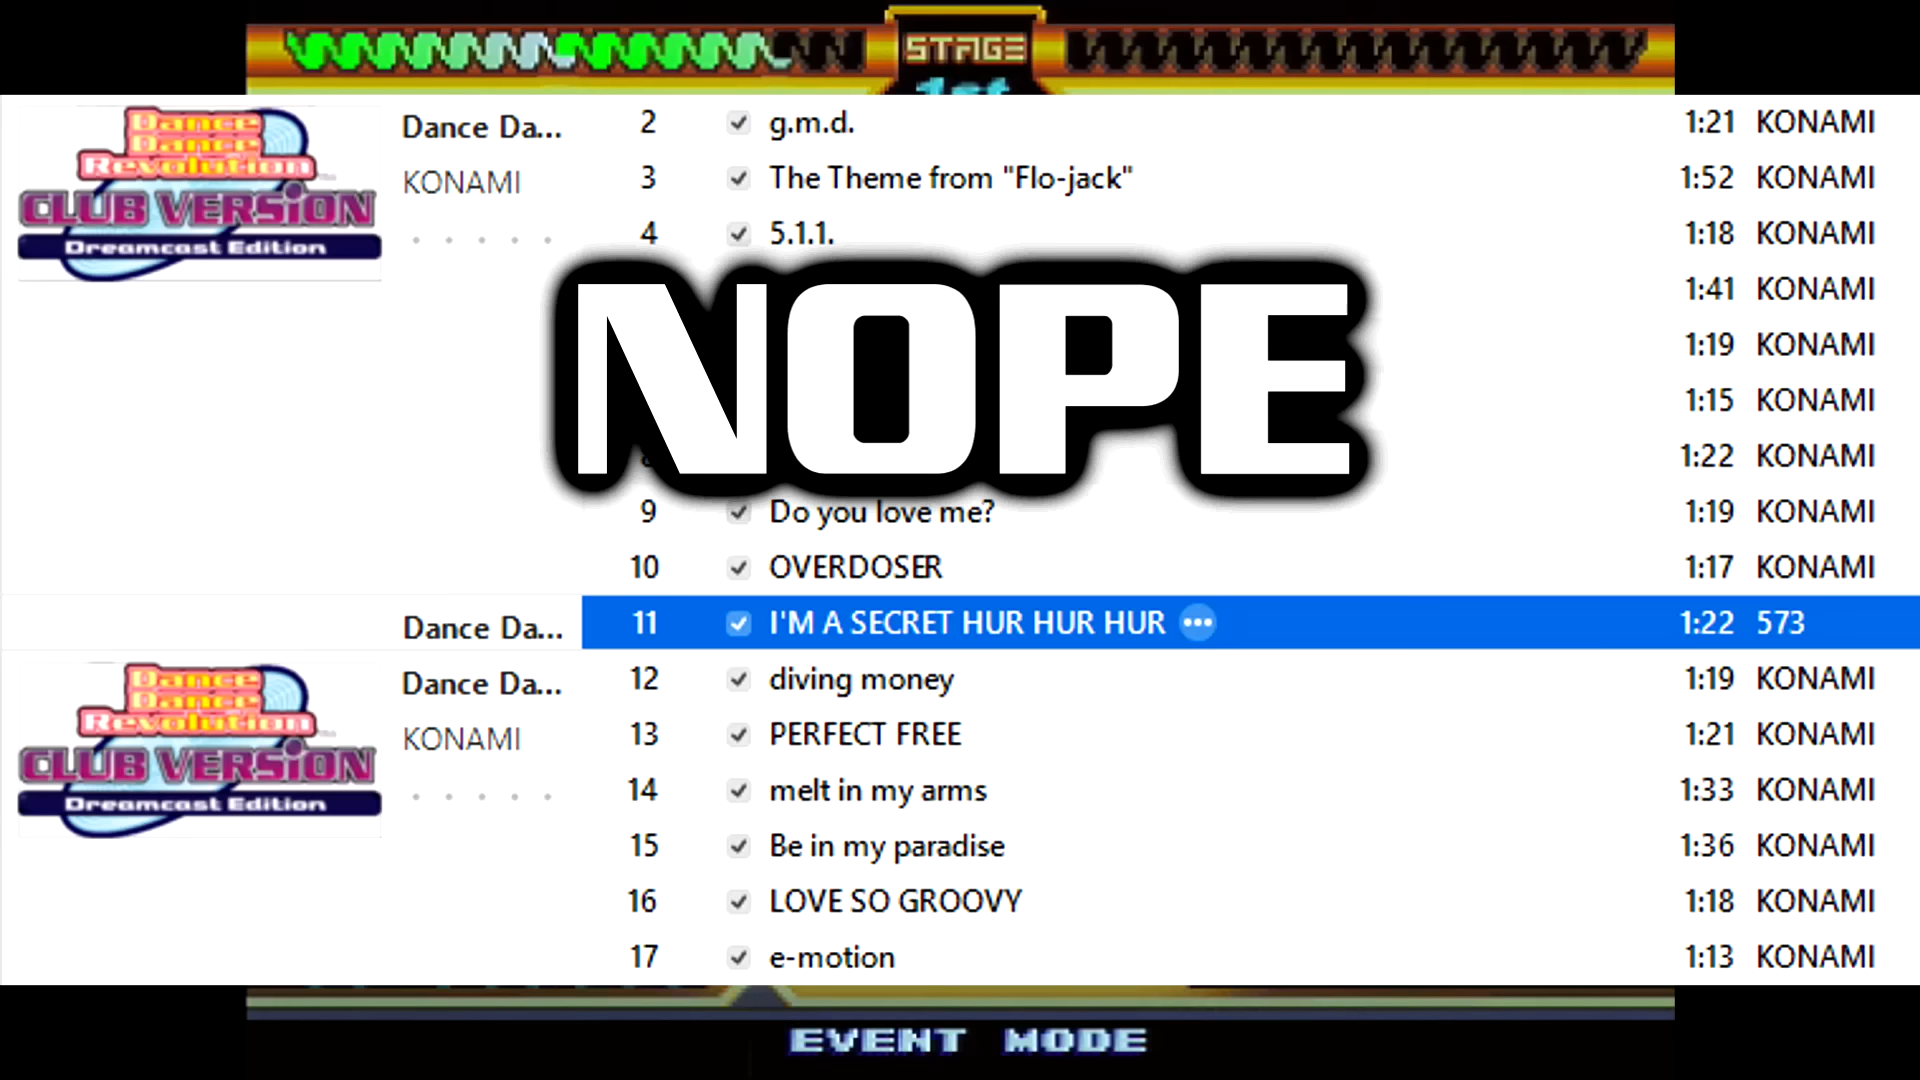 STAGE
1st
Dance
Dance
Revolution
CLUB VERSiON
Dreamcast Edition
Dance Da...
KONAMI
2 g.m.d. 1:21 KONAMI
3 The Theme from "Flo-jack" 1:52 KONAMI
4 5.1.1. 1:18 KONAMI
1:41 KONAMI
1:19 KONAMI
1:15 KONAMI
1:22 KONAMI
NOPE
9 Do you love me? 1:19 KONAMI
10 OVERDOSER 1:17 KONAMI
Dance Da... 11 I'M A SECRET HUR HUR HUR 1:22 573
Dance
Dance
Revolution
CLUB VERSiON
Dreamcast Edition
Dance Da...
KONAMI
12 diving money 1:19 KONAMI
13 PERFECT FREE 1:21 KONAMI
14 melt in my arms 1:33 KONAMI
15 Be in my paradise 1:36 KONAMI
16 LOVE SO GROOVY 1:18 KONAMI
17 e-motion 1:13 KONAMI
EVENT MODE